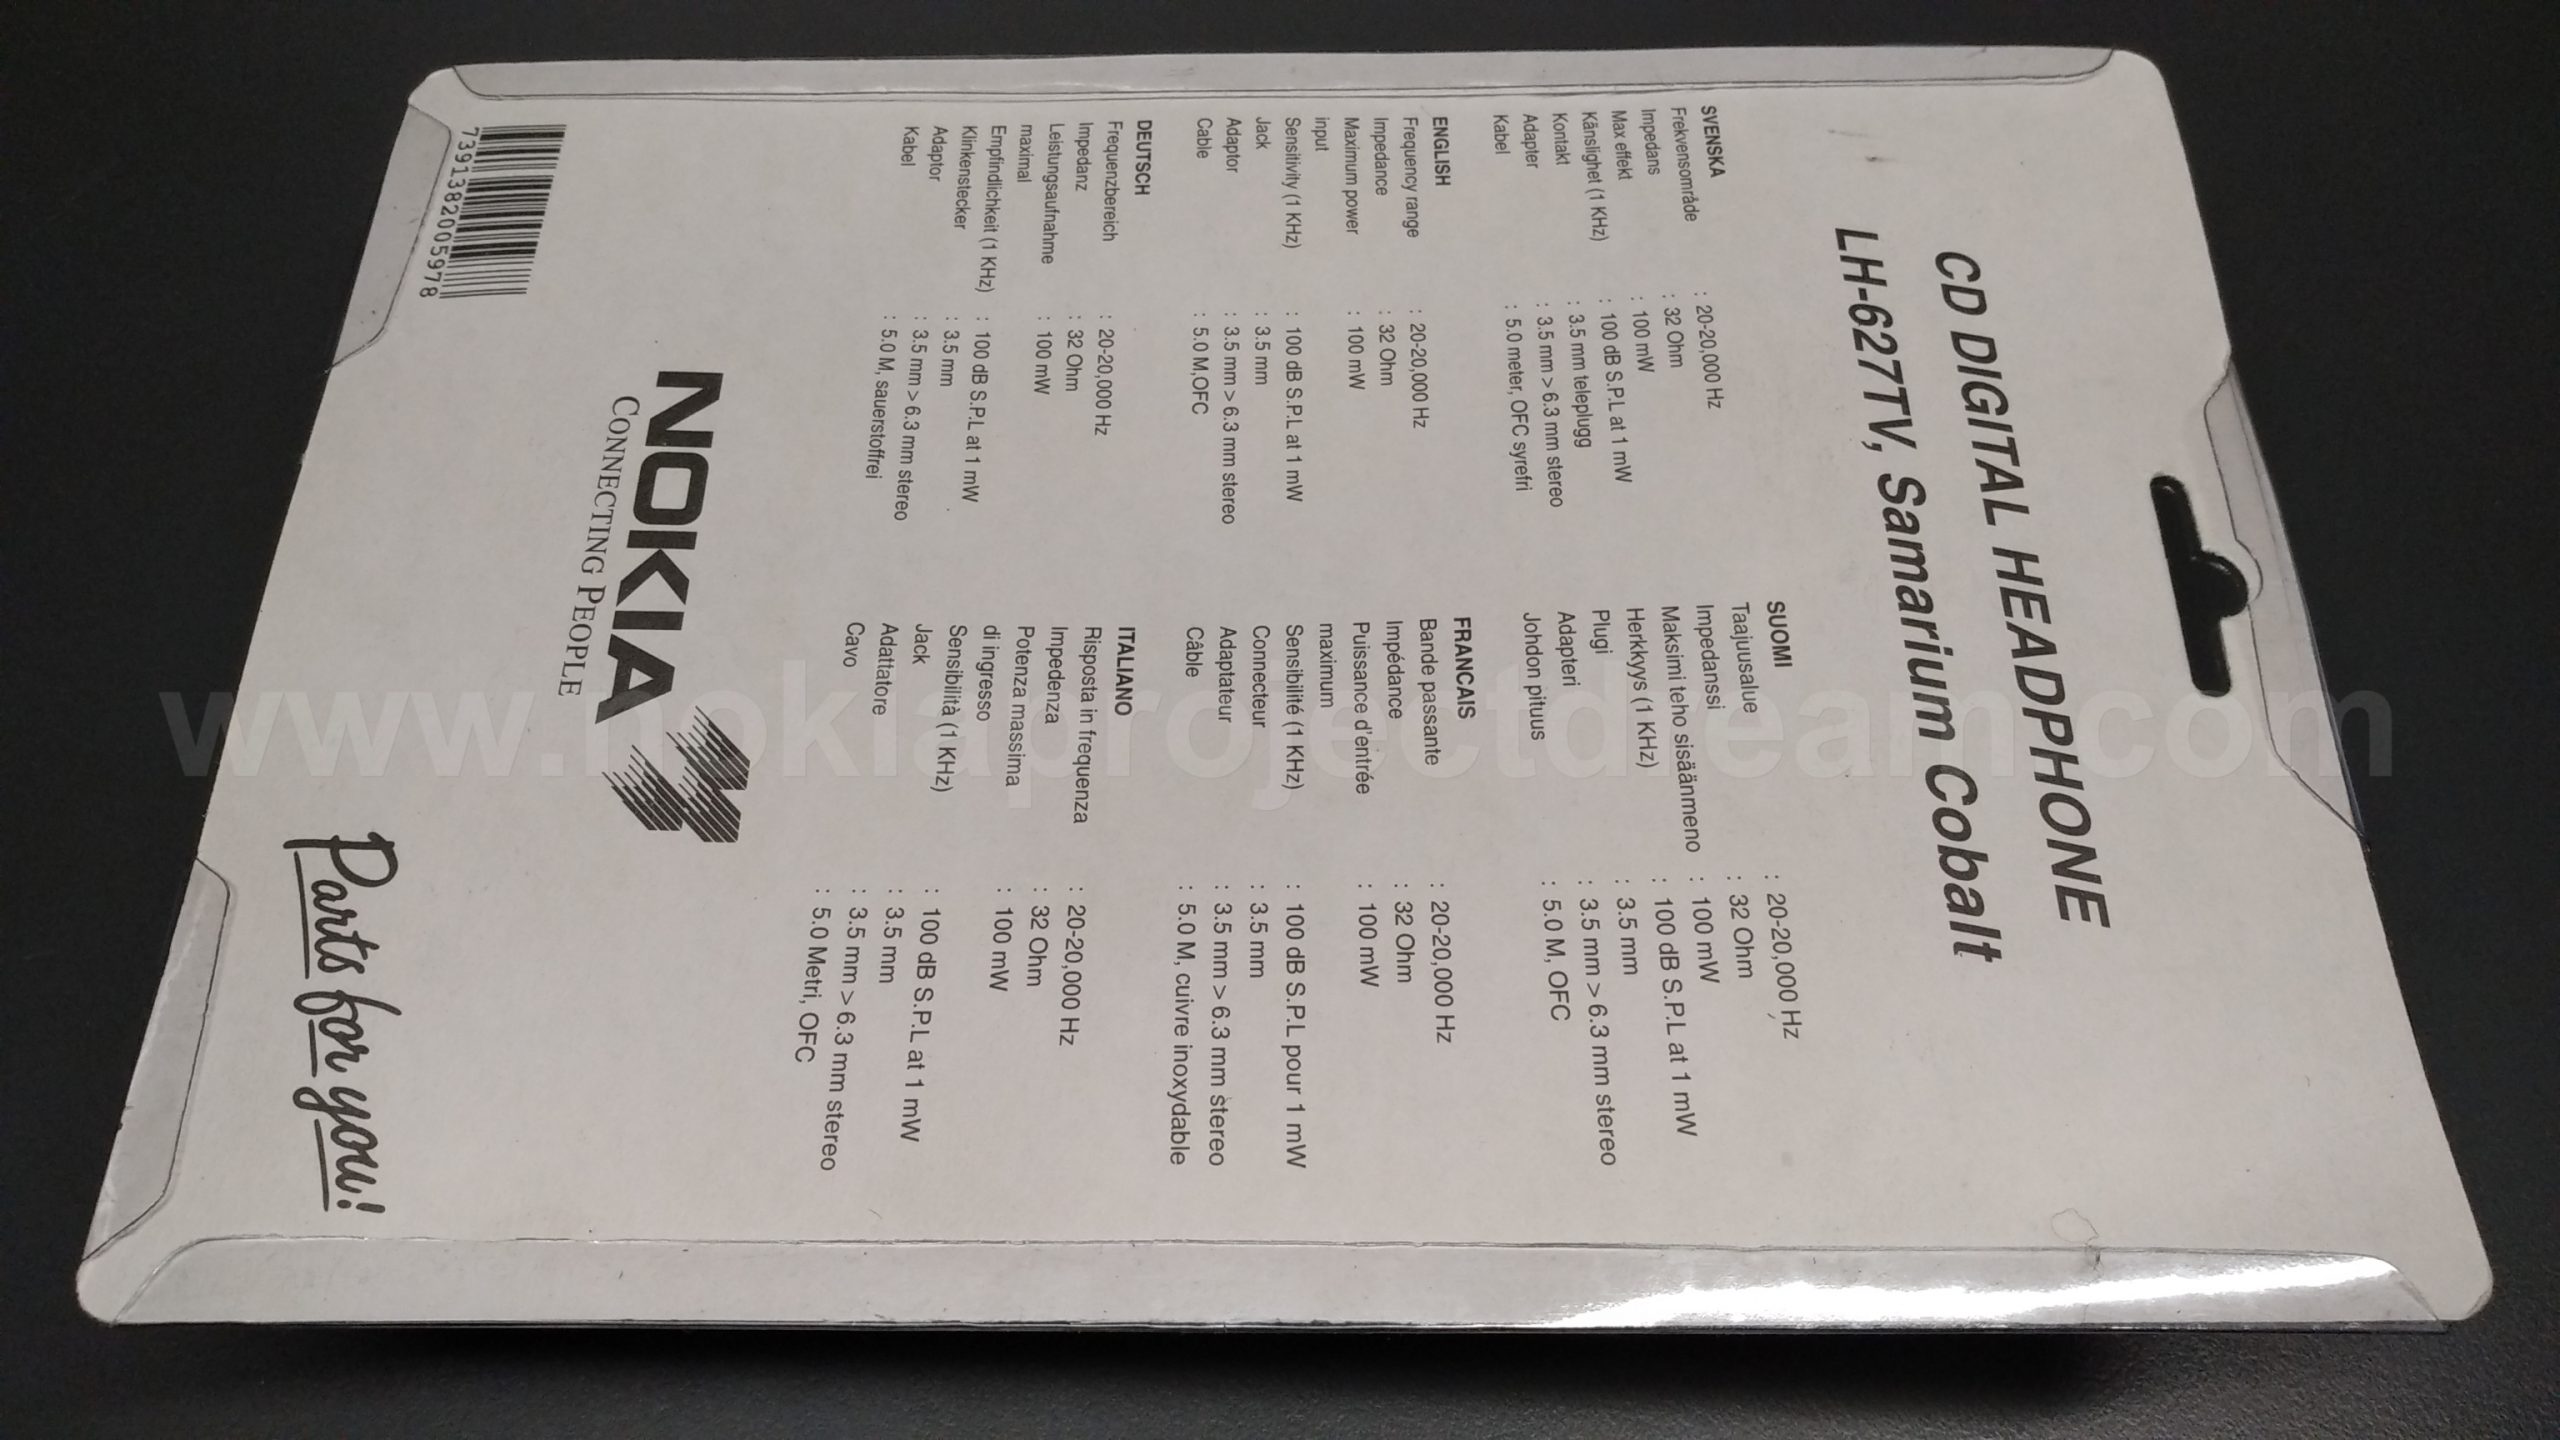 CD DIGITAL HEADPHONE
LH-627TV, Samarium Cobalt
SVENSKA
Frekvensområde : 20-20,000 Hz
Impedans : 32 Ohm
Max effekt : 100 mW
Känslighet (1 KHz) : 100 dB S.P.L at 1 mW
Kontakt : 3.5 mm teleplugg
Adapter : 3.5 mm > 6.3 mm stereo
Kabel : 5.0 meter, OFC syrefri
SUOMI
Taajuusalue : 20-20,000 Hz
Impedanssi : 32 Ohm
Maksimi teho sisäänmeno : 100 mW
Herkkyys (1 KHz) : 100 dB S.P.L at 1 mW
Plugi : 3.5 mm
Adapteri : 3.5 mm > 6.3 mm stereo
Johdon pituus : 5.0 M, OFC
ENGLISH
Frequency range : 20-20,000 Hz
Impedance : 32 Ohm
Maximum power : 100 mW
input
Sensitivity (1 KHz) : 100 dB S.P.L at 1 mW
Jack : 3.5 mm
Adaptor : 3.5 mm > 6.3 mm stereo
Cable : 5.0 M,OFC
FRANCAIS
Bande passante : 20-20,000 Hz
Impédance : 32 Ohm
Puissance d'entrée : 100 mW
maximum
Sensibilité (1 KHz) : 100 dB S.P.L pour 1 mW
Connecteur : 3.5 mm
Adaptateur : 3.5 mm > 6.3 mm stereo
Câble : 5.0 M, cuivre inoxydable
DEUTSCH
Frequenzbereich : 20-20,000 Hz
Impedanz : 32 Ohm
Leistungsaufnahme : 100 mW
maximal
Empfindlichkeit (1 KHz) : 100 dB S.P.L at 1 mW
Klinkenstecker : 3.5 mm
Adaptor : 3.5 mm > 6.3 mm stereo
Kabel : 5.0 M, sauerstoffrei
ITALIANO
Risposta in frequenza : 20-20,000 Hz
Impedenza : 32 Ohm
Potenza massima : 100 mW
di ingresso
Sensibilità (1 KHz) : 100 dB S.P.L at 1 mW
Jack : 3.5 mm
Adattatore : 3.5 mm > 6.3 mm stereo
Cavo : 5.0 Metri, OFC
NOKIA
CONNECTING PEOPLE
7391382005978
Parts for you!
www.nokiaprojectdream.com